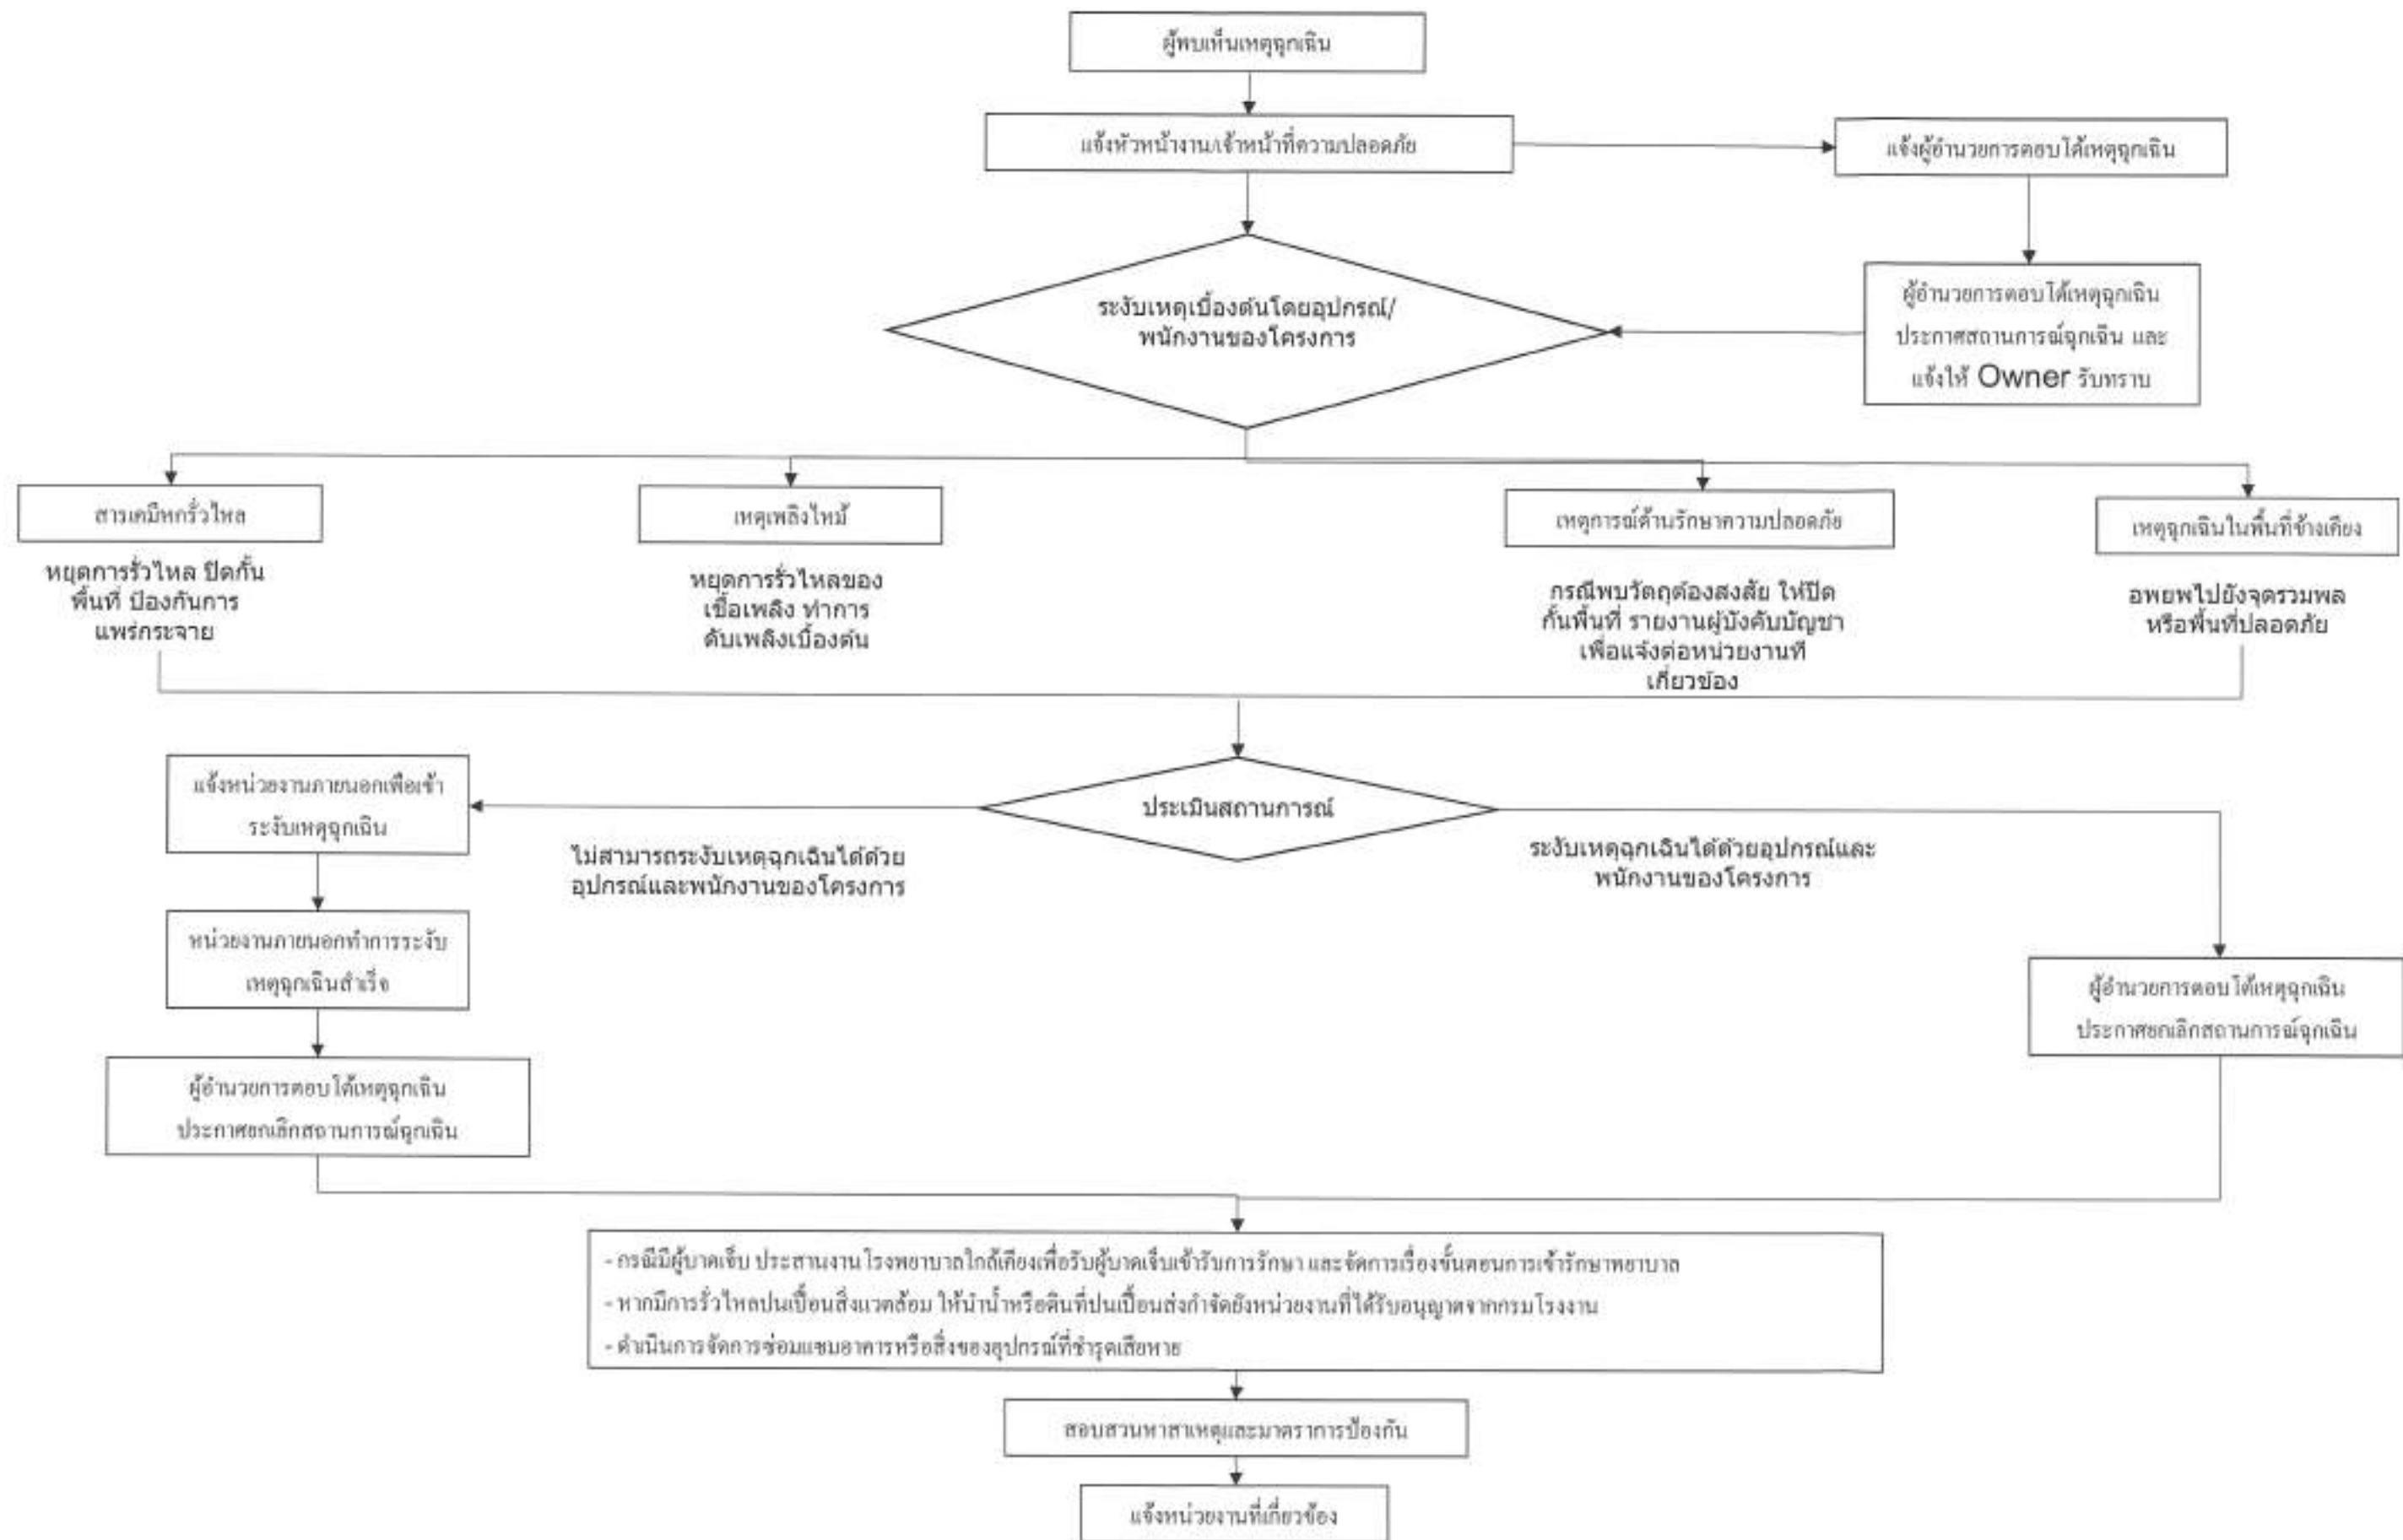 ผู้พบเห็นเหตุฉุกเฉิน
แจ้งหัวหน้างาน/เจ้าหน้าที่ความปลอดภัย
แจ้งผู้อำนวยการตอบโต้เหตุฉุกเฉิน
ผู้อำนวยการตอบโต้เหตุฉุกเฉิน
ประกาศสถานการณ์ฉุกเฉิน และ
แจ้งให้ Owner รับทราบ
ระงับเหตุเบื้องต้นโดยอุปกรณ์/
พนักงานของโครงการ
สารเคมีหกรั่วไหล
หยุดการรั่วไหล ปิดกั้น
พื้นที่ ป้องกันการ
แพร่กระจาย
เหตุเพลิงไหม้
หยุดการรั่วไหลของ
เชื้อเพลิง ทำการ
ดับเพลิงเบื้องต้น
เหตุการณ์ด้านรักษาความปลอดภัย
กรณีพบวัตถุต้องสงสัย ให้ปิด
กั้นพื้นที่ รายงานผู้บังคับบัญชา
เพื่อแจ้งต่อหน่วยงานที่
เกี่ยวข้อง
เหตุฉุกเฉินในพื้นที่ข้างเคียง
อพยพไปยังจุดรวมพล
หรือพื้นที่ปลอดภัย
ประเมินสถานการณ์
แจ้งหน่วยงานภายนอกเพื่อเข้า
ระงับเหตุฉุกเฉิน
ไม่สามารถระงับเหตุฉุกเฉินได้ด้วย
อุปกรณ์และพนักงานของโครงการ
ระงับเหตุฉุกเฉินได้ด้วยอุปกรณ์และ
พนักงานของโครงการ
หน่วยงานภายนอกทำการระงับ
เหตุฉุกเฉินสำเร็จ
ผู้อำนวยการตอบโต้เหตุฉุกเฉิน
ประกาศยกเลิกสถานการณ์ฉุกเฉิน
ผู้อำนวยการตอบโต้เหตุฉุกเฉิน
ประกาศยกเลิกสถานการณ์ฉุกเฉิน
- กรณีมีผู้บาดเจ็บ ประสานงานโรงพยาบาลใกล้เคียงเพื่อรับผู้บาดเจ็บเข้ารับการรักษา และจัดการเรื่องขั้นตอนการเข้ารักษาพยาบาล
- หากมีการรั่วไหลปนเปื้อนสิ่งแวดล้อม ให้นำน้ำหรือดินที่ปนเปื้อนส่งกำจัดยังหน่วยงานที่ได้รับอนุญาตจากกรมโรงงาน
- ดำเนินการจัดการซ่อมแซมอาคารหรือสิ่งของอุปกรณ์ที่ชำรุดเสียหาย
สอบสวนหาสาเหตุและมาตราการป้องกัน
แจ้งหน่วยงานที่เกี่ยวข้อง